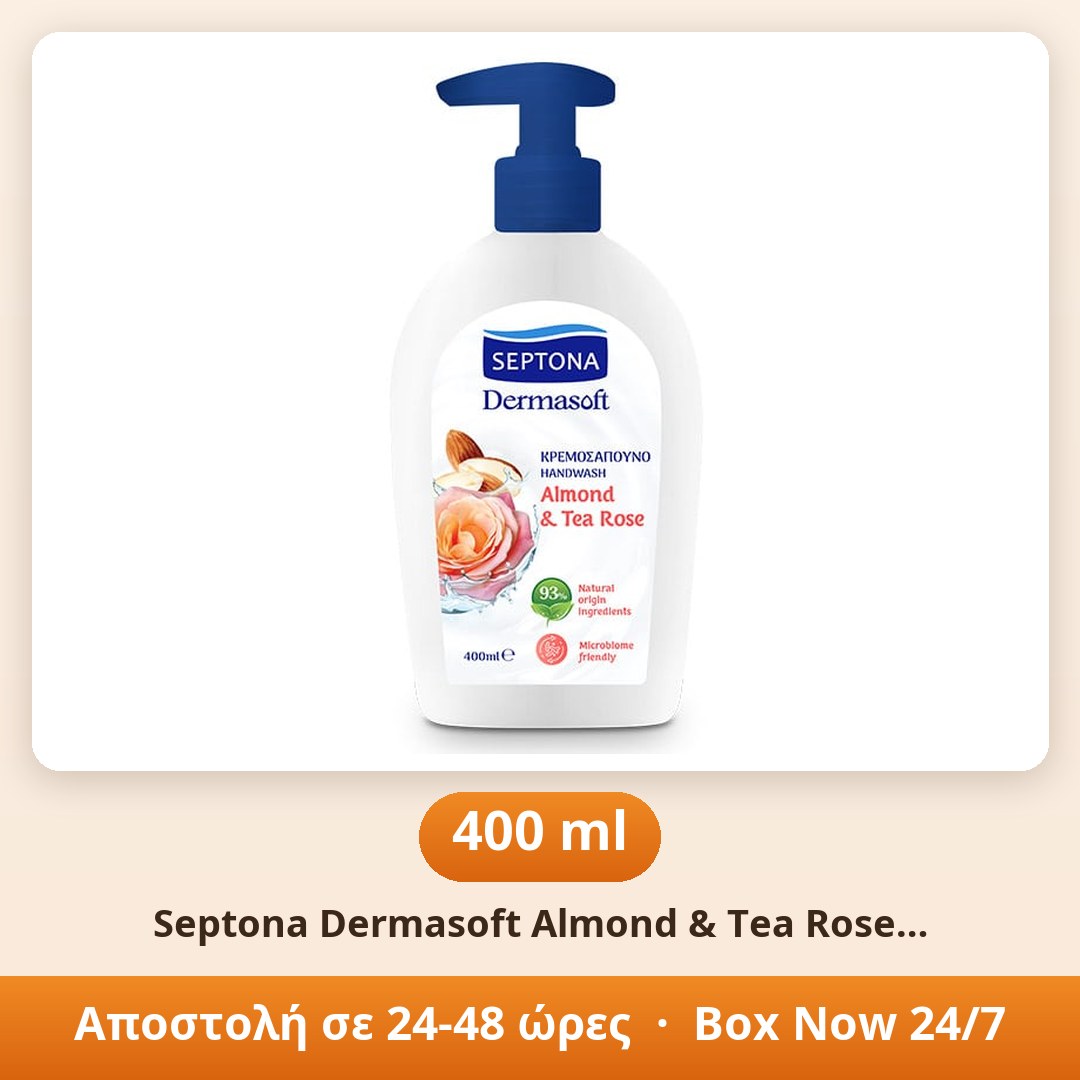 SEPTONA
Dermasoft
ΚΡΕΜΟΣΑΠΟΥΝΟ
HANDWASH
Almond
& Tea Rose
93%
Natural
origin
ingredients
Microbiome
friendly
400ml℮
400 ml
Septona Dermasoft Almond & Tea Rose...
Αποστολή σε 24-48 ώρες · Box Now 24/7